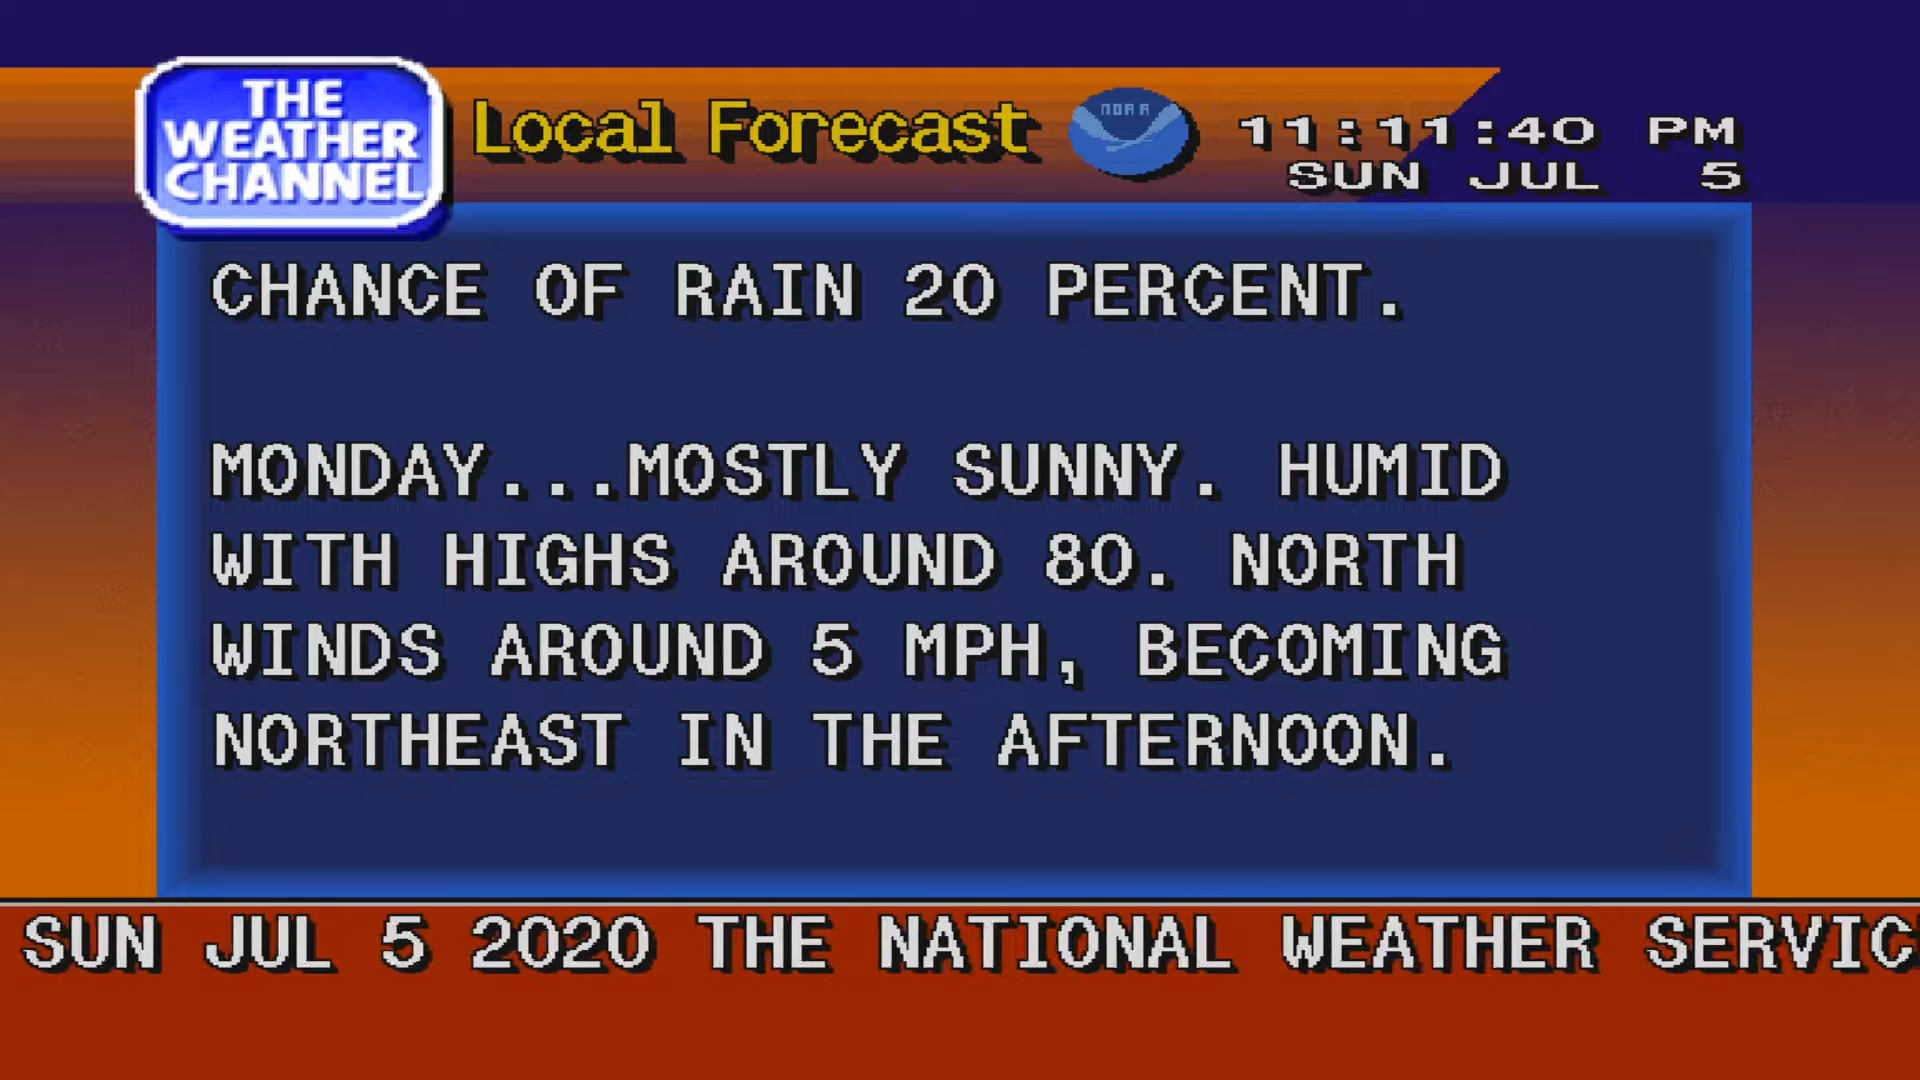 THE
WEATHER
CHANNEL
Local Forecast
NOAA
11:11:40 PM
SUN JUL 5
CHANCE OF RAIN 20 PERCENT.
MONDAY...MOSTLY SUNNY. HUMID
WITH HIGHS AROUND 80. NORTH
WINDS AROUND 5 MPH, BECOMING
NORTHEAST IN THE AFTERNOON.
SUN JUL 5 2020 THE NATIONAL WEATHER SERVIC